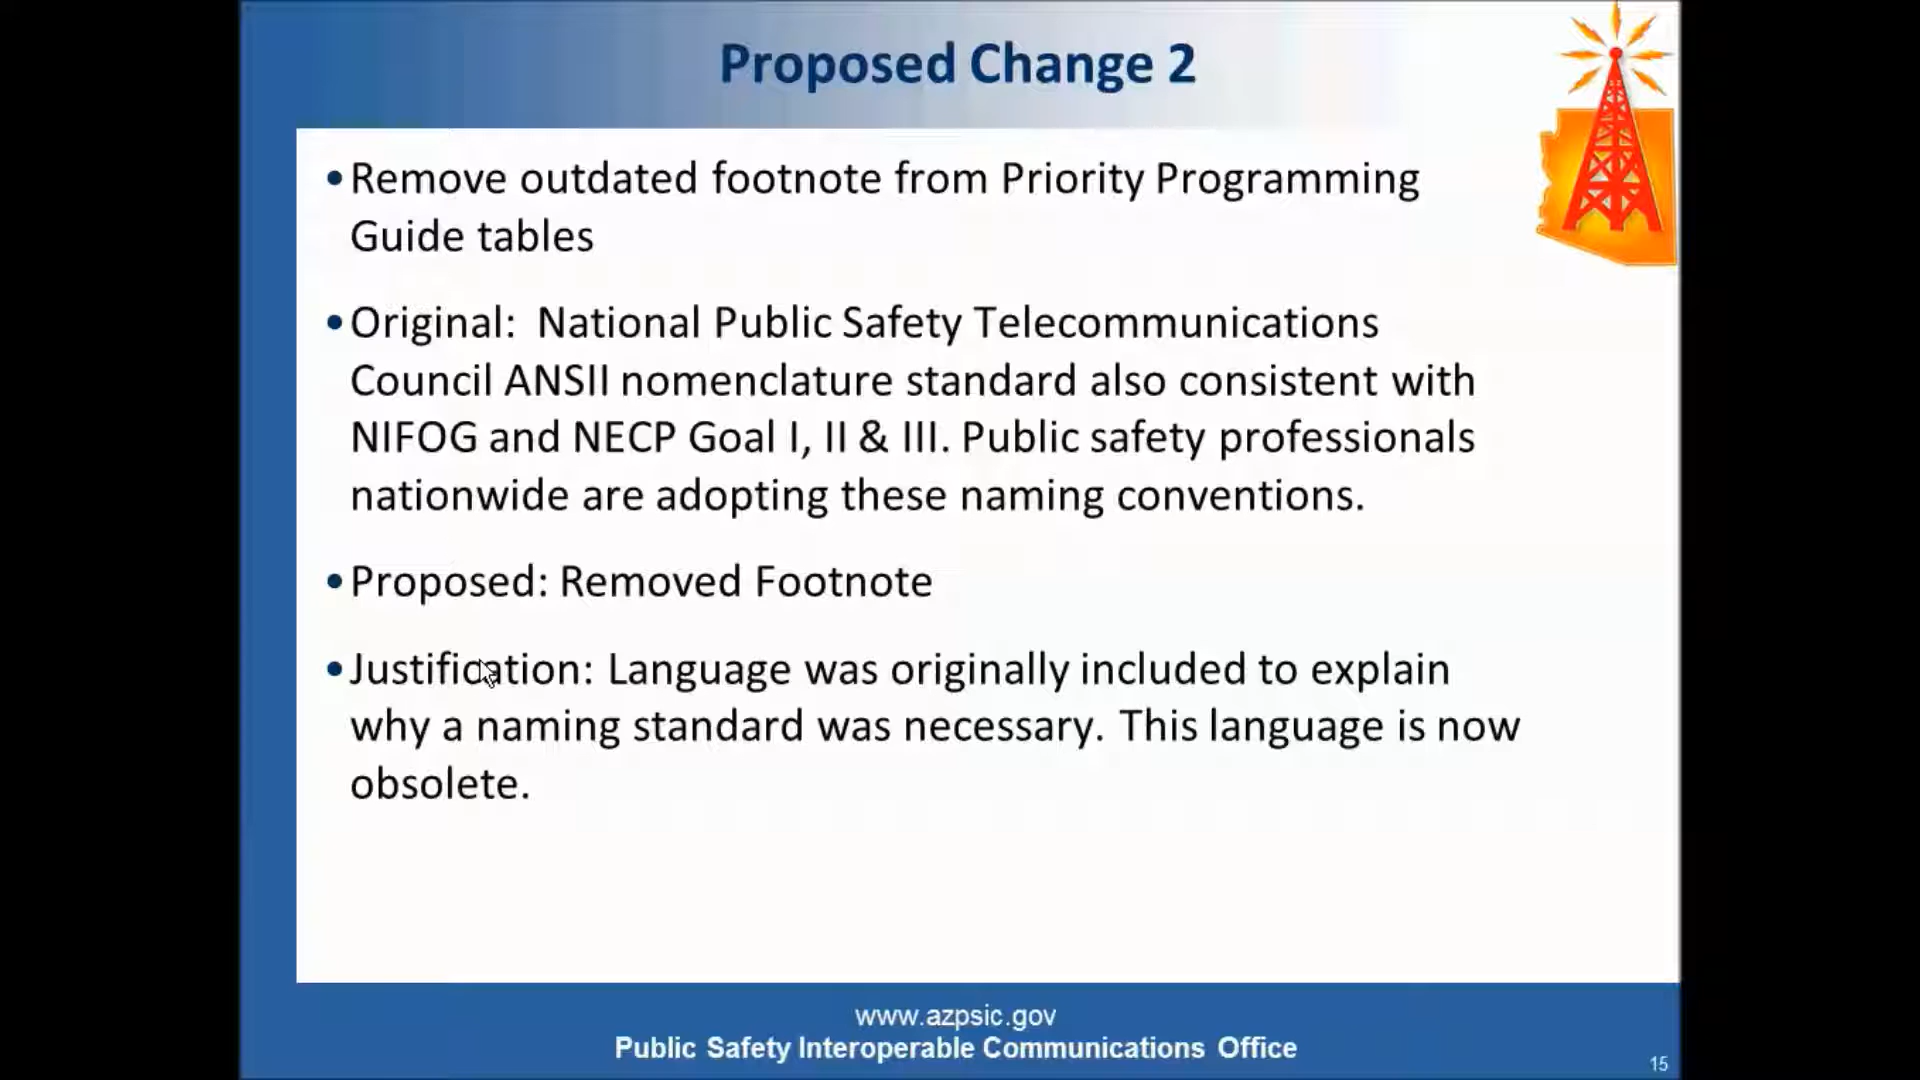 Proposed Change 2
•Remove outdated footnote from Priority Programming
Guide tables
•Original:  National Public Safety Telecommunications
Council ANSII nomenclature standard also consistent with
NIFOG and NECP Goal I, II & III. Public safety professionals
nationwide are adopting these naming conventions.
•Proposed: Removed Footnote
•Justification: Language was originally included to explain
why a naming standard was necessary. This language is now
obsolete.
www.azpsic.gov
Public Safety Interoperable Communications Office
15